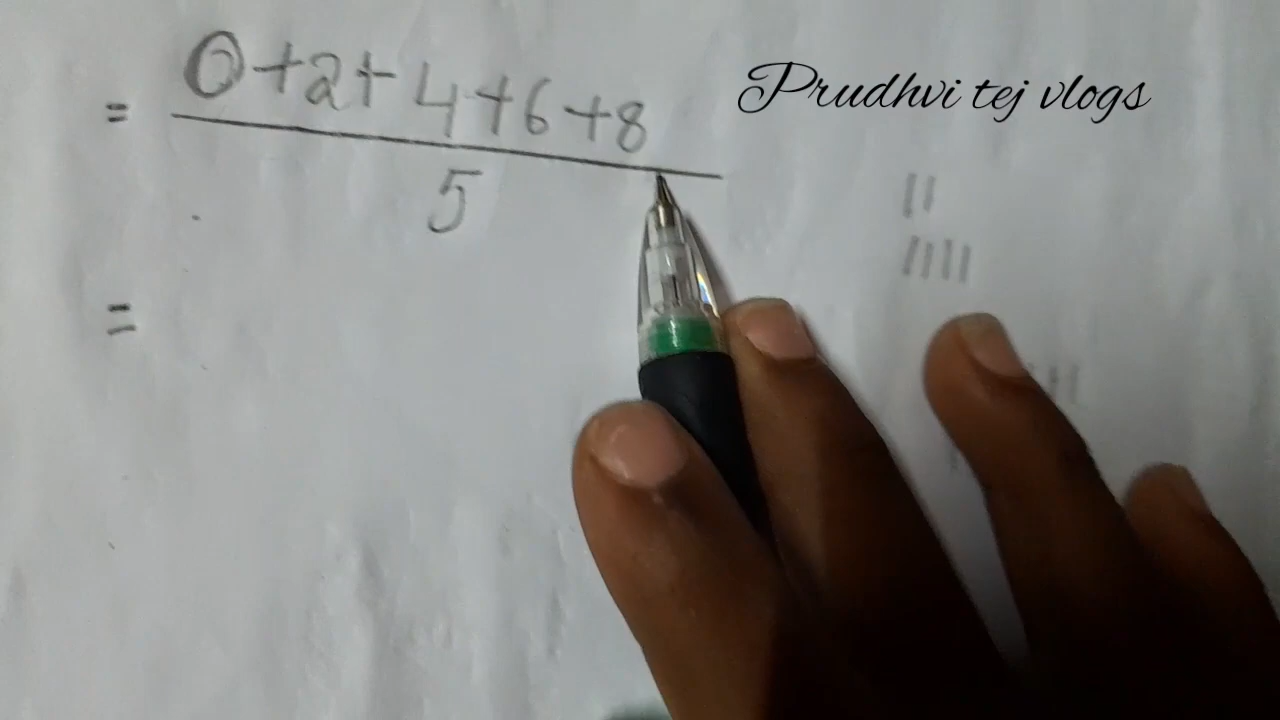 = 0+2+4+6+8
5
=
Prudhvi tej vlogs